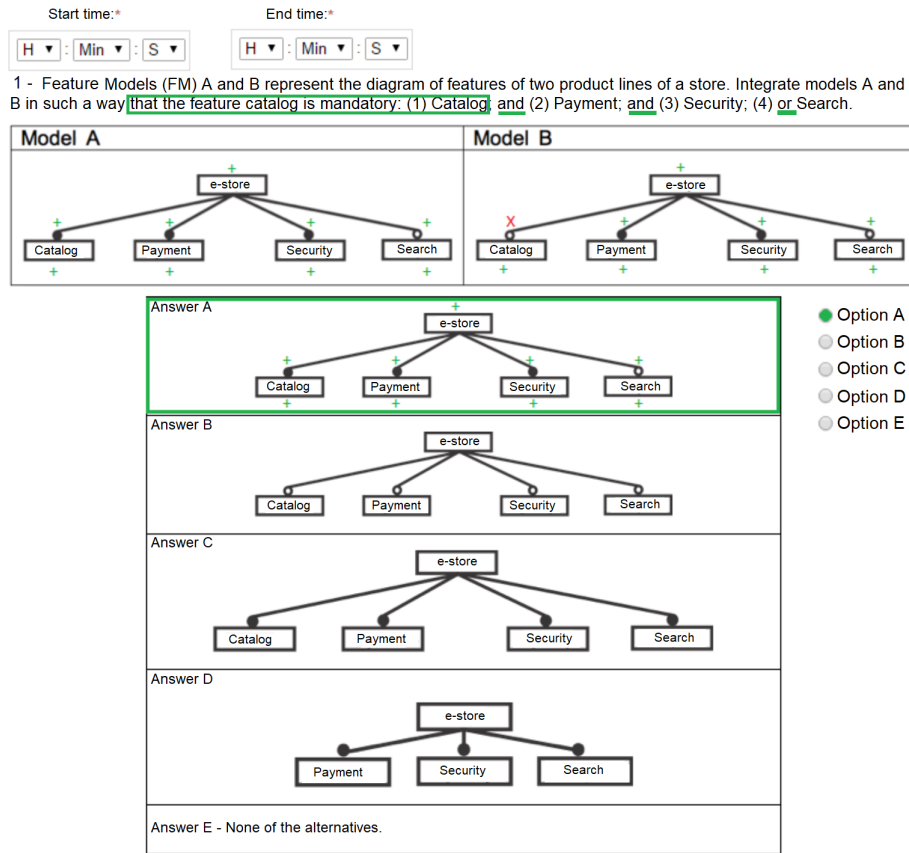 Start time:* End time:*
H ▼ : Min ▼ : S ▼ H ▼ : Min ▼ : S ▼
1 - Feature Models (FM) A and B represent the diagram of features of two product lines of a store. Integrate models A and
B in such a way that the feature catalog is mandatory: (1) Catalog; and (2) Payment; and (3) Security; (4) or Search.
Model A
+
e-store
+ + + +
Catalog Payment Security Search
+ + + +
Model B
+
e-store
X + + +
Catalog Payment Security Search
+ + + +
Answer A
+
e-store
+ + + +
Catalog Payment Security Search
+ + + +
Answer B
e-store
Catalog Payment Security Search
Answer C
e-store
Catalog Payment Security Search
Answer D
e-store
Payment Security Search
Answer E - None of the alternatives.
Option A
Option B
Option C
Option D
Option E